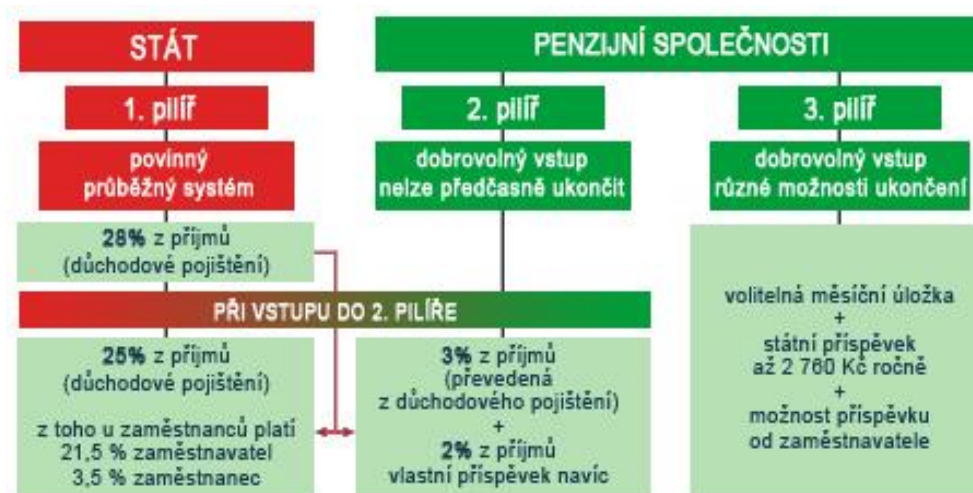 STÁT
PENZIJNÍ SPOLEČNOSTI
1. pilíř
2. pilíř
3. pilíř
povinný
průběžný systém
dobrovolný vstup
nelze předčasně ukončit
dobrovolný vstup
různé možnosti ukončení
28% z příjmů
(důchodové pojištění)
PŘI VSTUPU DO 2. PILÍŘE
25% z příjmů
(důchodové pojištění)
z toho u zaměstnanců platí
21,5 % zaměstnavatel
3,5 % zaměstnanec
3% z příjmů
(převedená
z důchodového pojištění)
+
2% z příjmů
vlastní příspěvek navíc
volitelná měsíční úložka
+
státní příspěvek
až 2 760 Kč ročně
+
možnost příspěvku
od zaměstnavatele